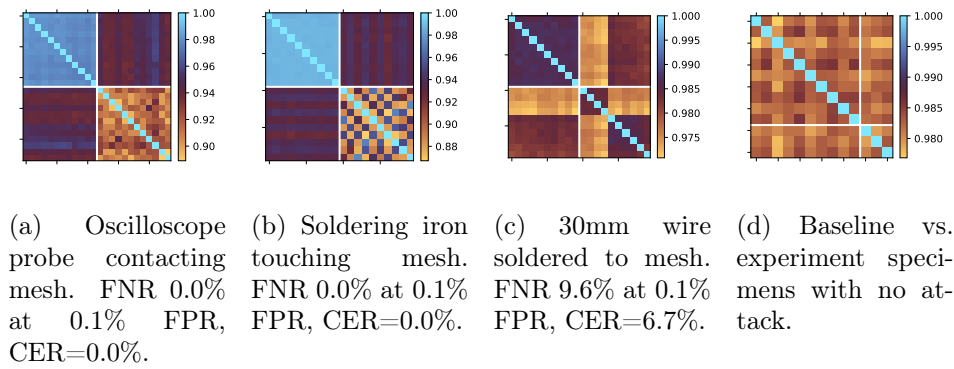 1.00
0.98
0.96
0.94
0.92
0.90
1.00
0.98
0.96
0.94
0.92
0.90
0.88
1.000
0.995
0.990
0.985
0.980
0.975
1.000
0.995
0.990
0.985
0.980
(a) Oscilloscope
probe contacting
mesh. FNR 0.0%
at 0.1% FPR,
CER=0.0%.
(b) Soldering iron
touching mesh.
FNR 0.0% at 0.1%
FPR, CER=0.0%.
(c) 30mm wire
soldered to mesh.
FNR 9.6% at 0.1%
FPR, CER=6.7%.
(d) Baseline vs.
experiment speci-
mens with no at-
tack.